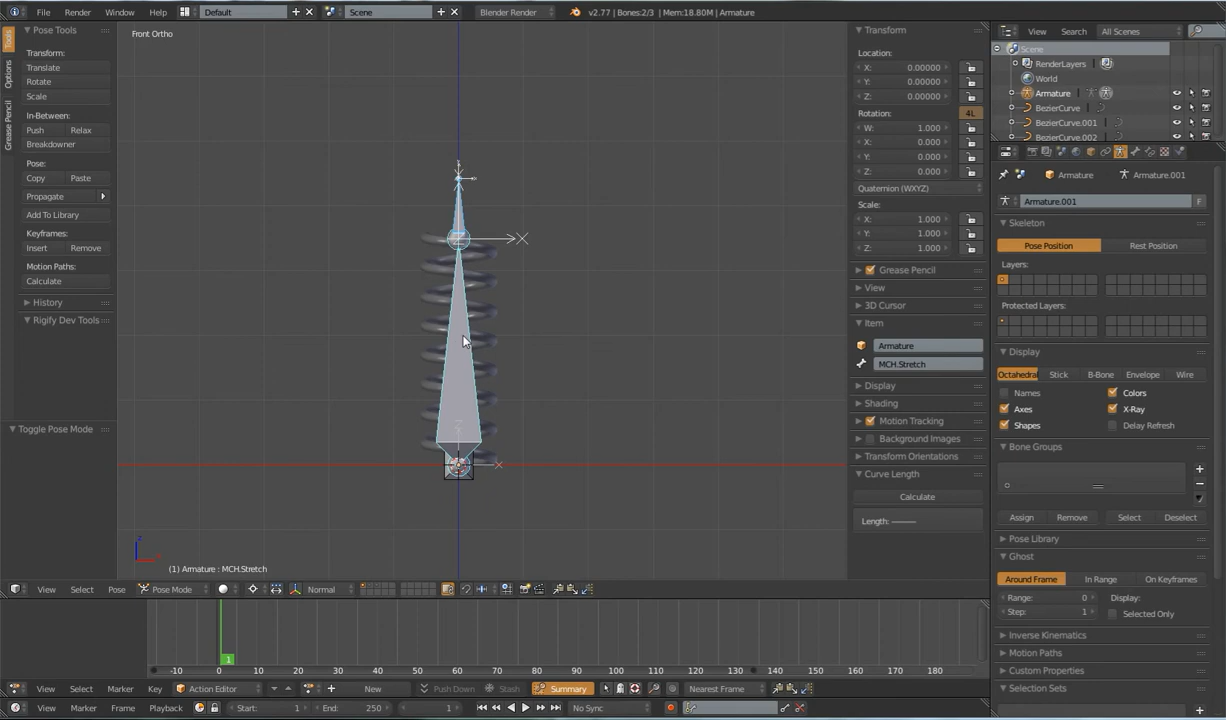 File Render Window Help Default Scene Blender Render v2.77 | Bones:2/3 | Mem:18.80M | Armature
Tools
Options
Grease Pencil
Pose Tools
Transform:
Translate
Rotate
Scale
In-Between:
Push Relax
Breakdowner
Pose:
Copy Paste
Propagate
Add To Library
Keyframes:
Insert Remove
Motion Paths:
Calculate
History
Rigify Dev Tools
Toggle Pose Mode
Front Ortho
(1) Armature : MCH.Stretch
View Select Pose Pose Mode Normal
Transform
Location:
X: 0.00000
Y: 0.00000
Z: 0.00000
Rotation: 4L
W: 1.000
X: 0.000
Y: 0.000
Z: 0.000
Quaternion (WXYZ)
Scale:
X: 1.000
Y: 1.000
Z: 1.000
Grease Pencil
View
3D Cursor
Item
Armature
MCH.Stretch
Display
Shading
Motion Tracking
Background Images
Transform Orientations
Curve Length
Calculate
Length: ———
View Search All Scenes
Scene
RenderLayers
World
Armature
BezierCurve
BezierCurve.001
BezierCurve.002
Armature Armature.001
Armature.001 F
Skeleton
Pose Position Rest Position
Layers:
Protected Layers:
Display
Octahedral Stick B-Bone Envelope Wire
Names Colors
Axes X-Ray
Shapes Delay Refresh
Bone Groups
Assign Remove Select Deselect
Pose Library
Ghost
Around Frame In Range On Keyframes
Range: 0 Display:
Step: 1 Selected Only
Inverse Kinematics
Motion Paths
Custom Properties
Selection Sets
1
-10 0 10 20 30 40 50 60 70 80 90 100 110 120 130 140 150 160 170 180
View Select Marker Key Action Editor New Push Down Stash Summary Nearest Frame
View Marker Frame Playback Start: 1 End: 250 1 No Sync